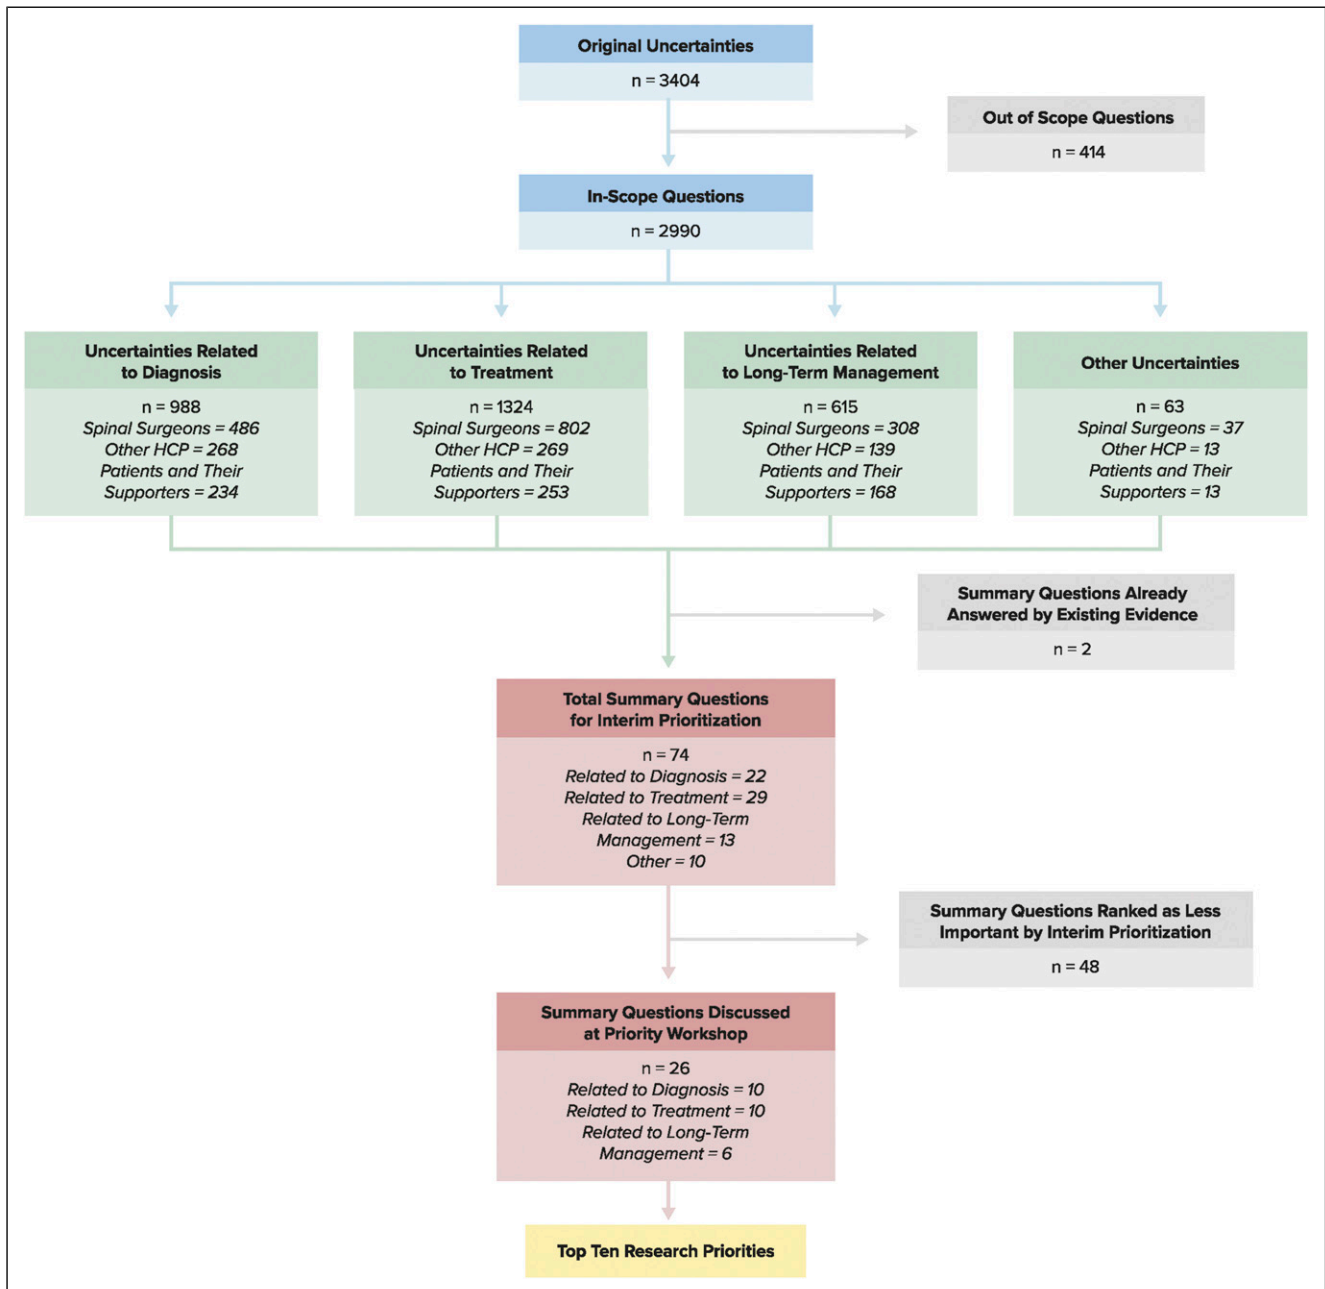 Original Uncertainties
n = 3404
Out of Scope Questions
n = 414
In-Scope Questions
n = 2990
Uncertainties Related
to Diagnosis
n = 988
Spinal Surgeons = 486
Other HCP = 268
Patients and Their
Supporters = 234
Uncertainties Related
to Treatment
n = 1324
Spinal Surgeons = 802
Other HCP = 269
Patients and Their
Supporters = 253
Uncertainties Related
to Long-Term Management
n = 615
Spinal Surgeons = 308
Other HCP = 139
Patients and Their
Supporters = 168
Other Uncertainties
n = 63
Spinal Surgeons = 37
Other HCP = 13
Patients and Their
Supporters = 13
Summary Questions Already
Answered by Existing Evidence
n = 2
Total Summary Questions
for Interim Prioritization
n = 74
Related to Diagnosis = 22
Related to Treatment = 29
Related to Long-Term
Management = 13
Other = 10
Summary Questions Ranked as Less
Important by Interim Prioritization
n = 48
Summary Questions Discussed
at Priority Workshop
n = 26
Related to Diagnosis = 10
Related to Treatment = 10
Related to Long-Term
Management = 6
Top Ten Research Priorities